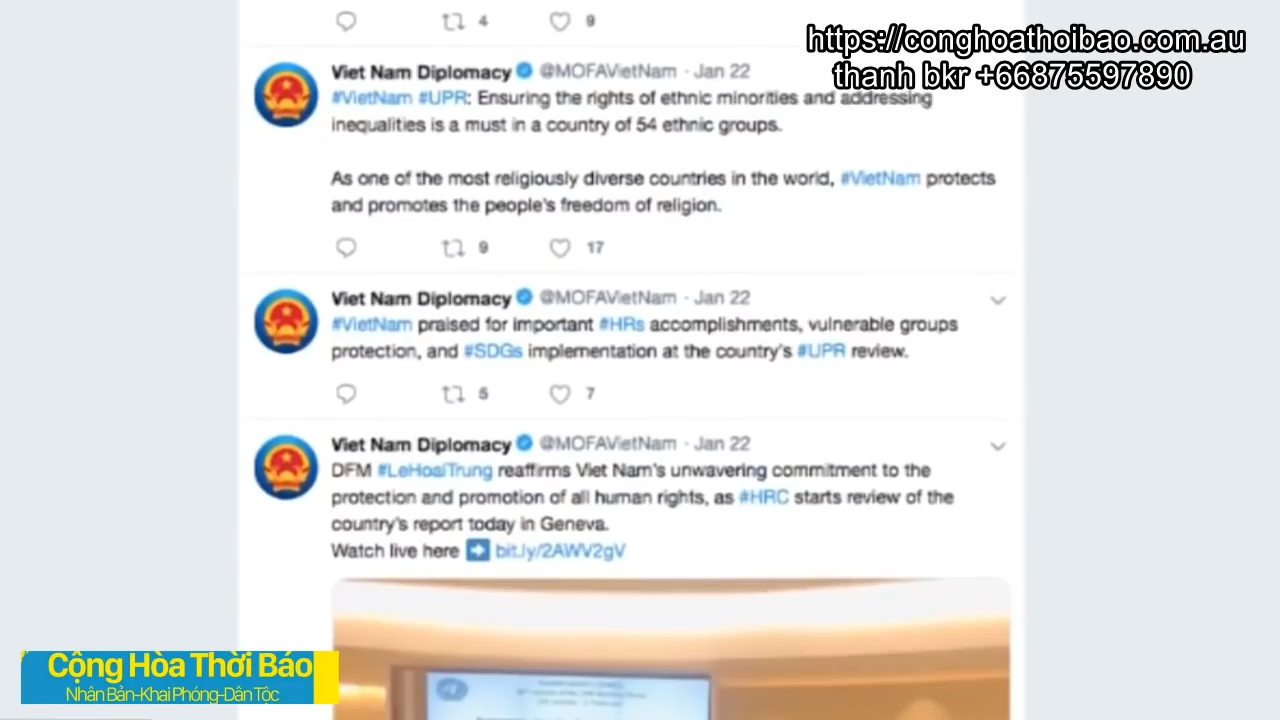 4 9
https://conghoathoibao.com.au
thanh bkr +66875597890
Viet Nam Diplomacy @MOFAVietNam · Jan 22
#VietNam #UPR: Ensuring the rights of ethnic minorities and addressing
inequalities is a must in a country of 54 ethnic groups.
As one of the most religiously diverse countries in the world, #VietNam protects
and promotes the people's freedom of religion.
9 17
Viet Nam Diplomacy @MOFAVietNam · Jan 22
#VietNam praised for important #HRs accomplishments, vulnerable groups
protection, and #SDGs implementation at the country's #UPR review.
5 7
Viet Nam Diplomacy @MOFAVietNam · Jan 22
DFM #LeHoaiTrung reaffirms Viet Nam's unwavering commitment to the
protection and promotion of all human rights, as #HRC starts review of the
country's report today in Geneva.
Watch live here ➡ bit.ly/2AWV2gV
Cộng Hòa Thời Báo
Nhân Bản-Khai Phóng-Dân Tộc